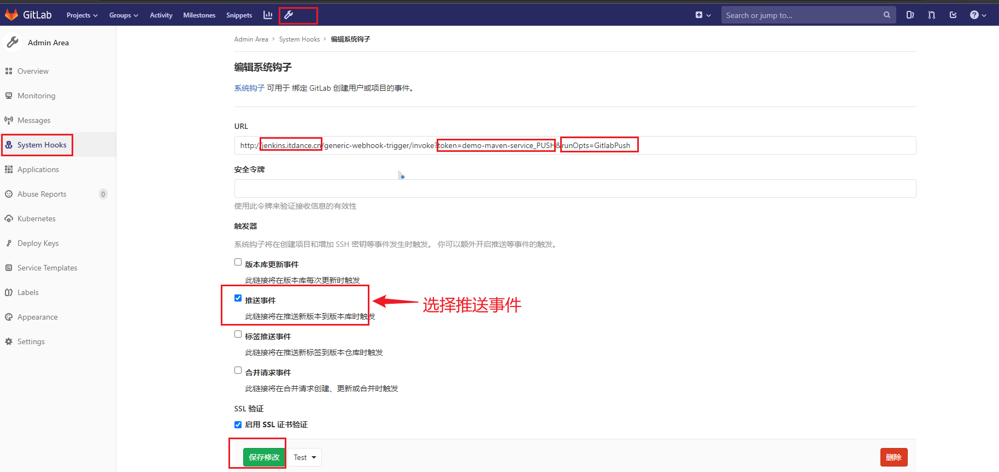 GitLab Projects Groups Activity Milestones Snippets Search or jump to...
Admin Area
Overview
Monitoring
Messages
System Hooks
Applications
Abuse Reports 0
Kubernetes
Deploy Keys
Service Templates
Labels
Appearance
Settings
Admin Area › System Hooks › 编辑系统钩子
编辑系统钩子
系统钩子 可用于 绑定 GitLab 创建用户或项目的事件。
URL
http://jenkins.itdance.cn/generic-webhook-trigger/invoke?token=demo-maven-service_PUSH&runOpts=GitlabPush
安全令牌
使用此令牌来验证接收信息的有效性
触发器
系统钩子将在创建项目和增加 SSH 密钥等事件发生时触发。 你可以额外开启推送等事件的触发。
版本库更新事件
此链接将在版本库每次更新时触发
推送事件
此链接将在推送新版本到版本库时触发
选择推送事件
标签推送事件
此链接将在推送新标签到版本仓库时触发
合并请求事件
此链接将在合并请求创建、更新或合并时触发
SSL 验证
启用 SSL 证书验证
保存修改 Test 删除